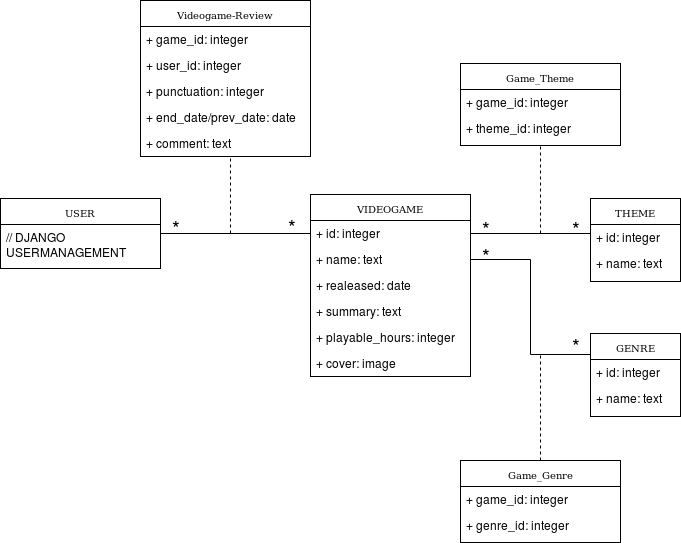 Videogame-Review
+ game_id: integer
+ user_id: integer
+ punctuation: integer
+ end_date/prev_date: date
+ comment: text
Game_Theme
+ game_id: integer
+ theme_id: integer
USER
// DJANGO
USERMANAGEMENT
*
*
VIDEOGAME
+ id: integer
+ name: text
+ realeased: date
+ summary: text
+ playable_hours: integer
+ cover: image
*
*
THEME
+ id: integer
+ name: text
*
*
GENRE
+ id: integer
+ name: text
Game_Genre
+ game_id: integer
+ genre_id: integer